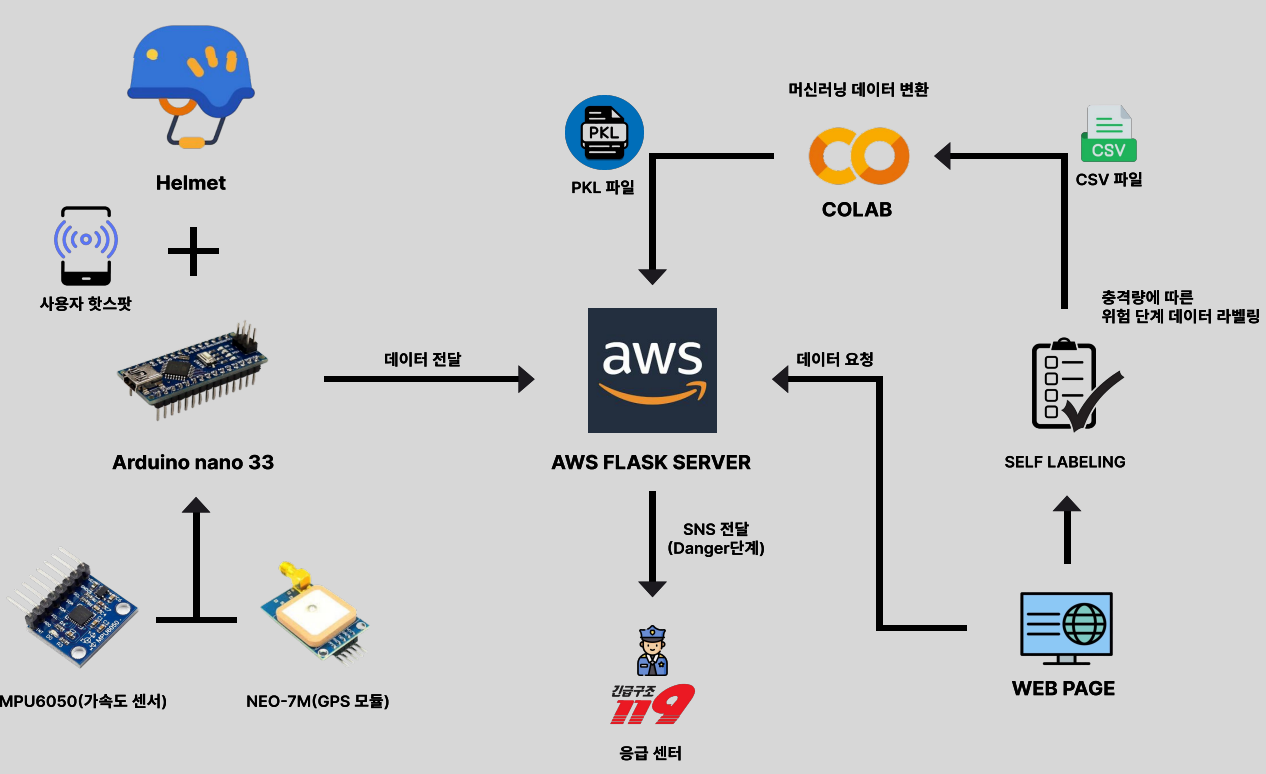 머신러닝 데이터 변환
PKL
PKL 파일
CSV
CSV 파일
COLAB
Helmet
사용자 핫스팟
충격량에 따른
위험 단계 데이터 라벨링
데이터 전달
aws
데이터 요청
Arduino nano 33
AWS FLASK SERVER
SELF LABELING
SNS 전달
(Danger단계)
MPU6050(가속도 센서)
NEO-7M(GPS 모듈)
WEB PAGE
긴급구조
119
응급 센터